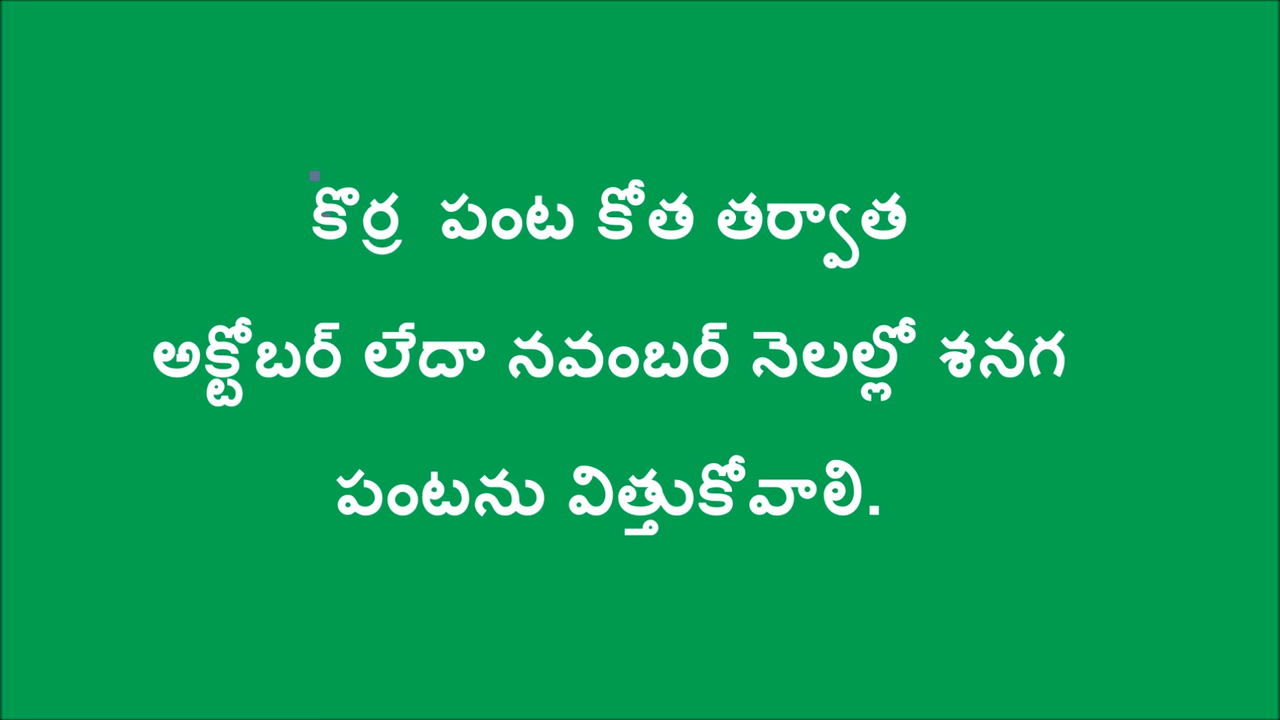 కొర్ర  పంట కోత తర్వాత
అక్టోబర్ లేదా నవంబర్ నెలల్లో శనగ
పంటను విత్తుకోవాలి.